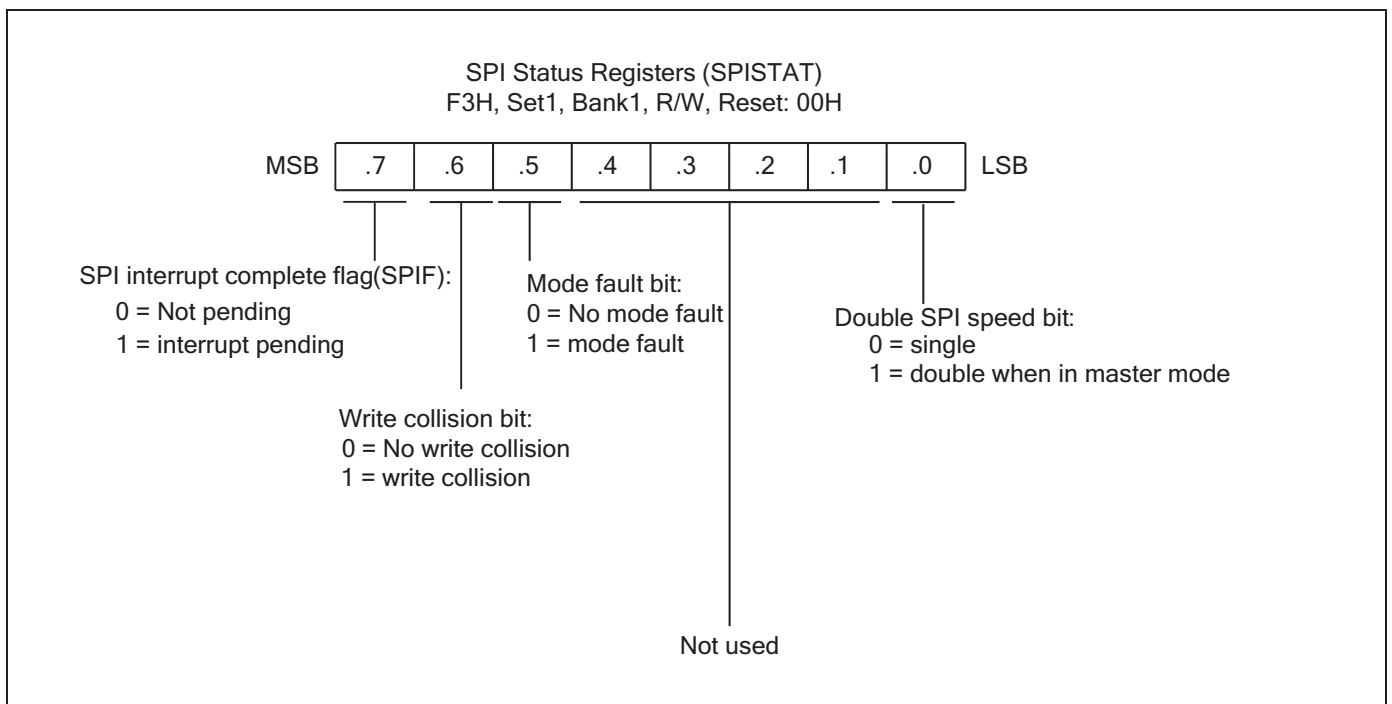 SPI Status Registers (SPISTAT)
F3H, Set1, Bank1, R/W, Reset: 00H
MSB .7 .6 .5 .4 .3 .2 .1 .0 LSB
SPI interrupt complete flag(SPIF):
0 = Not pending
1 = interrupt pending
Mode fault bit:
0 = No mode fault
1 = mode fault
Double SPI speed bit:
0 = single
1 = double when in master mode
Write collision bit:
0 = No write collision
1 = write collision
Not used